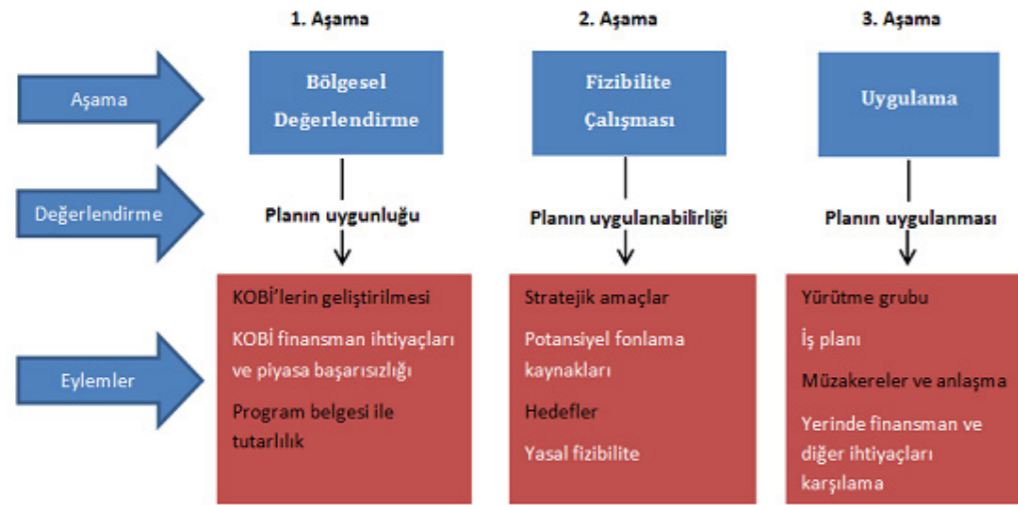 1. Aşama
2. Aşama
3. Aşama
Aşama
Bölgesel
Değerlendirme
Fizibilite
Çalışması
Uygulama
Değerlendirme
Planın uygunluğu
Planın uygulanabilirliği
Planın uygulanması
Eylemler
KOBİ’lerin geliştirilmesi
KOBİ finansman ihtiyaçları
ve piyasa başarısızlığı
Program belgesi ile
tutarlılık
Stratejik amaçlar
Potansiyel fonlama
kaynakları
Hedefler
Yasal fizibilite
Yürütme grubu
İş planı
Müzakereler ve anlaşma
Yerinde finansman ve
diğer ihtiyaçları
karşılama